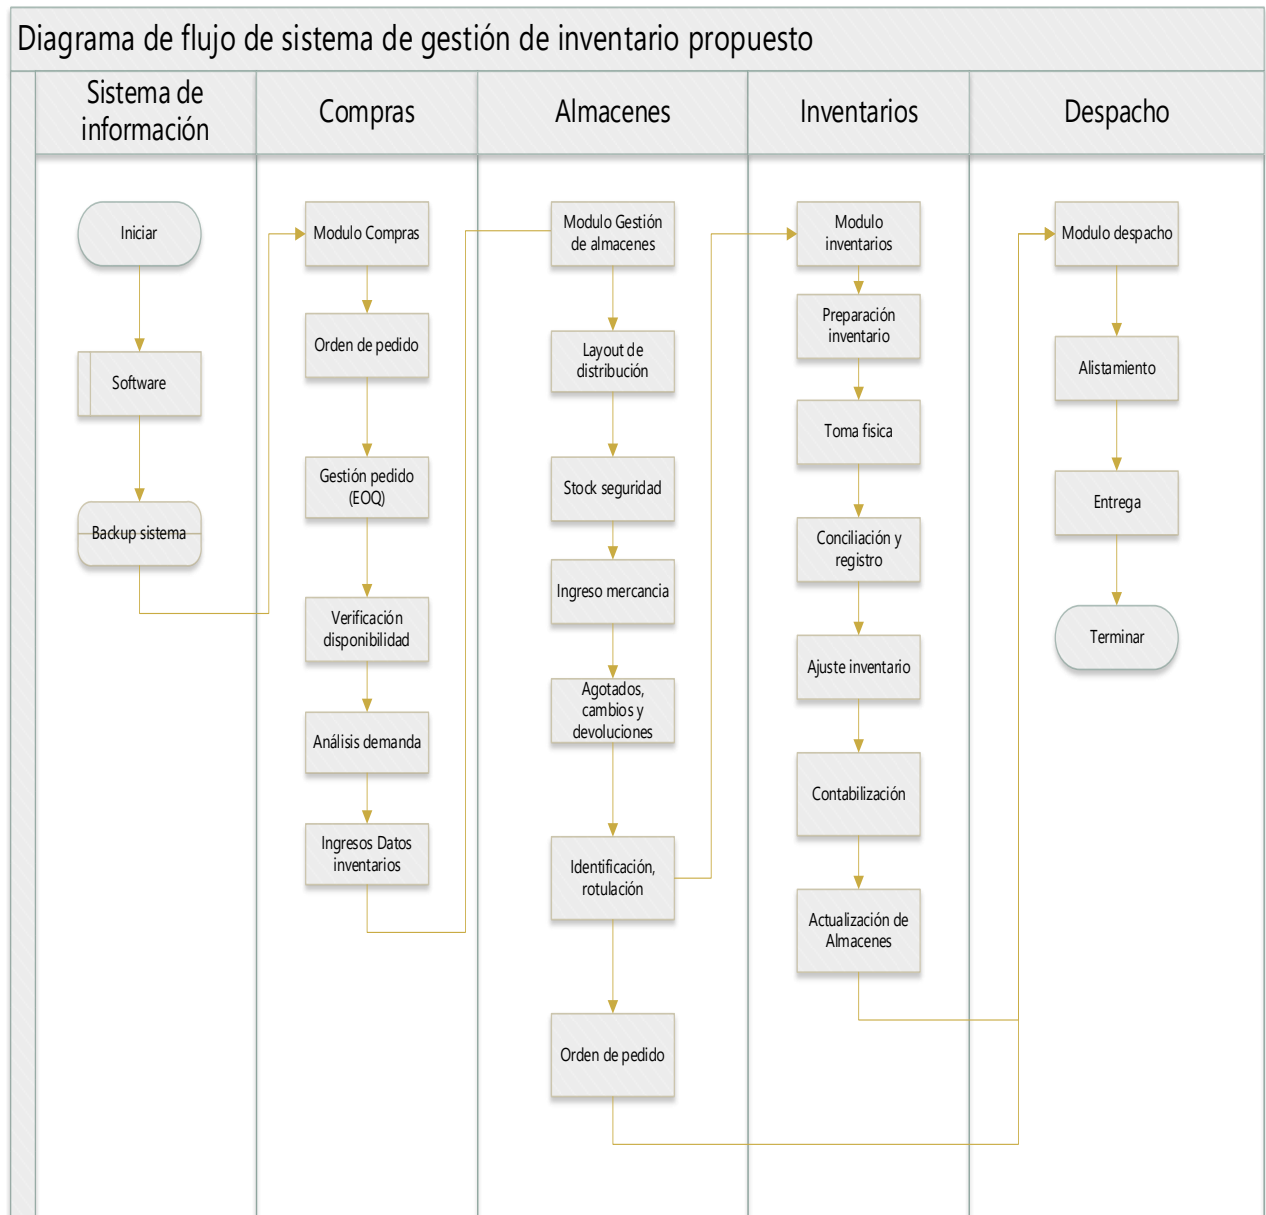 Diagrama de flujo de sistema de gestión de inventario propuesto
Sistema de
información
Compras
Almacenes
Inventarios
Despacho
Iniciar
Software
Backup sistema
Modulo Compras
Orden de pedido
Gestión pedido
(EOQ)
Verificación
disponibilidad
Análisis demanda
Ingresos Datos
inventarios
Modulo Gestión
de almacenes
Layout de
distribución
Stock seguridad
Ingreso mercancia
Agotados,
cambios y
devoluciones
Identificación,
rotulación
Orden de pedido
Modulo
inventarios
Preparación
inventario
Toma fisica
Conciliación y
registro
Ajuste inventario
Contabilización
Actualización de
Almacenes
Modulo despacho
Alistamiento
Entrega
Terminar